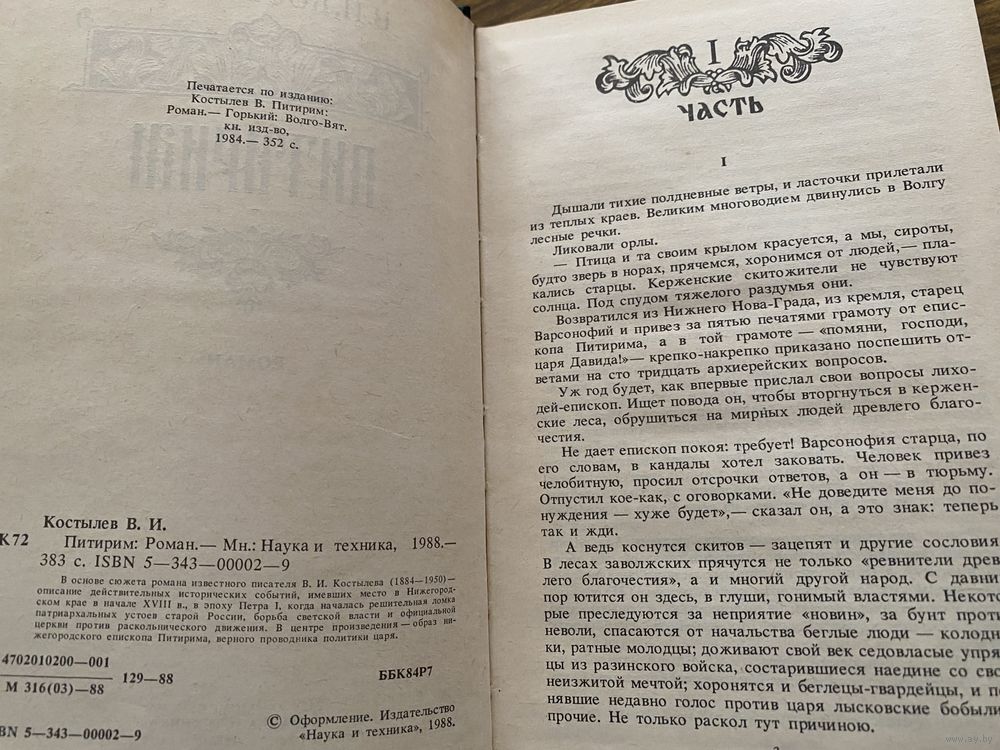 Печатается по изданию:
Костылев В. Питирим:
Роман.— Горький: Волго-Вят.
кн. изд-во,
1984.— 352 с.
Костылев В. И.
К72
Питирим: Роман.— Мн.: Наука и техника, 1988.—
383 с. ISBN 5—343—00002—9
В основе сюжета романа известного писателя В. И. Костылева (1884—1950)—
описание действительных исторических событий, имевших место в Нижегород-
ском крае в начале XVIII в., в эпоху Петра I, когда началась решительная ломка
патриархальных устоев старой России, борьба светской власти и официальной
церкви против раскольничьего движения. В центре произведения — образ ни-
жегородского епископа Питирима, верного проводника политики царя.
4702010200—001
М 316(03)—88
129—88
ББК84Р7
BN 5—343—00002—9
© Оформление. Издательство
«Наука и техника», 1988.
I
ЧАСТЬ
I
Дышали тихие полдневные ветры, и ласточки прилетали
из теплых краев. Великим многоводием двинулись в Волгу
лесные речки.
Ликовали орлы.
— Птица и та своим крылом красуется, а мы, сироты,
будто зверь в норах, прячемся, хоронимся от людей,— пла-
кались старцы. Керженские скитожители не чувствуют
солнца. Под спудом тяжелого раздумья они.
Возвратился из Нижнего Нова-Града, из кремля, старец
Варсонофий и привез за пятью печатями грамоту от епис-
копа Питирима, а в той грамоте — «помяни, господи,
царя Давида!»— крепко-накрепко приказано поспешить от-
ветами на сто тридцать архиерейских вопросов.
Уж год будет, как впервые прислал свои вопросы лихо-
дей-епископ. Ищет повода он, чтобы вторгнуться в кержен-
ские леса, обрушиться на мирных людей древлего благо-
честия.
Не дает епископ покоя: требует! Варсонофия старца, по
его словам, в кандалы хотел заковать. Человек привез
челобитную, просил отсрочки ответов, а он — в тюрьму.
Отпустил кое-как, с оговорками. «Не доведите меня до по-
нуждения — хуже будет»,— сказал он, а это знак: теперь
так и жди.
А ведь коснутся скитов — зацепят и другие сословия
В лесах заволжских прячутся не только «ревнители древ
лего благочестия», а и многий другой народ. С давни
пор ютится он здесь, в глуши, гонимый властями. Некото
рые преследуются за неприятие «новин», за бунт проти
неволи, спасаются от начальства беглые люди — колодн
ки, ратные молодцы; доживают свой век седовласые упря
цы из разинского войска, состарившиеся наедине со сво
неизжитой мечтой; хоронятся и беглецы-гвардейцы, и по
нявшие недавно голос против царя лысковские бобыли
прочие. Не только раскол тут причиною.
www.ay.by